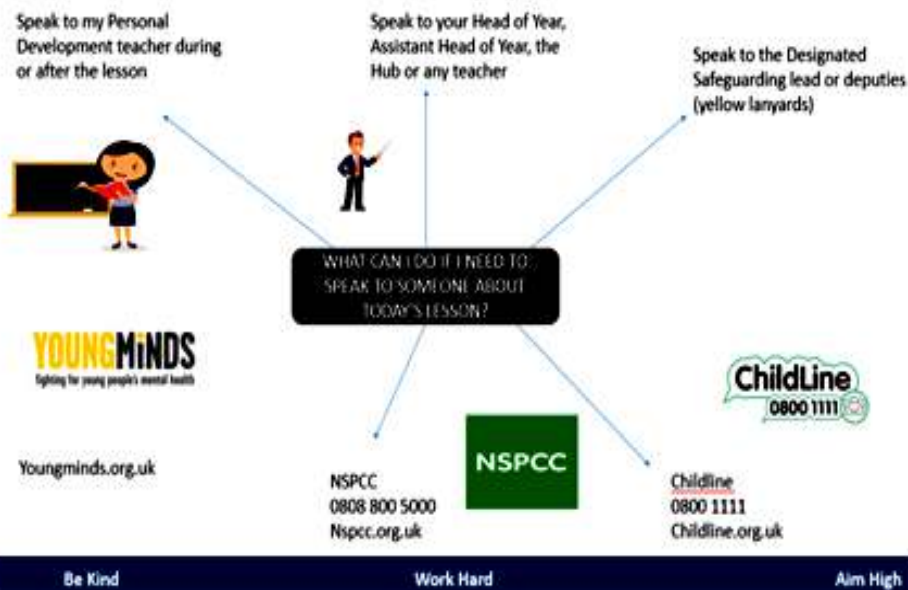 Speak to my Personal
Development teacher during
or after the lesson
Speak to your Head of Year,
Assistant Head of Year, the
Hub or any teacher
Speak to the Designated
Safeguarding lead or deputies
(yellow lanyards)
WHAT CAN I DO IF I NEED TO
SPEAK TO SOMEONE ABOUT
TODAY'S LESSON?
YOUNGMiNDS
fighting for young people's mental health
Youngminds.org.uk
NSPCC
0808 800 5000
Nspcc.org.uk
NSPCC
ChildLine
0800 1111
Childline
0800 1111
Childline.org.uk
Be Kind
Work Hard
Aim High